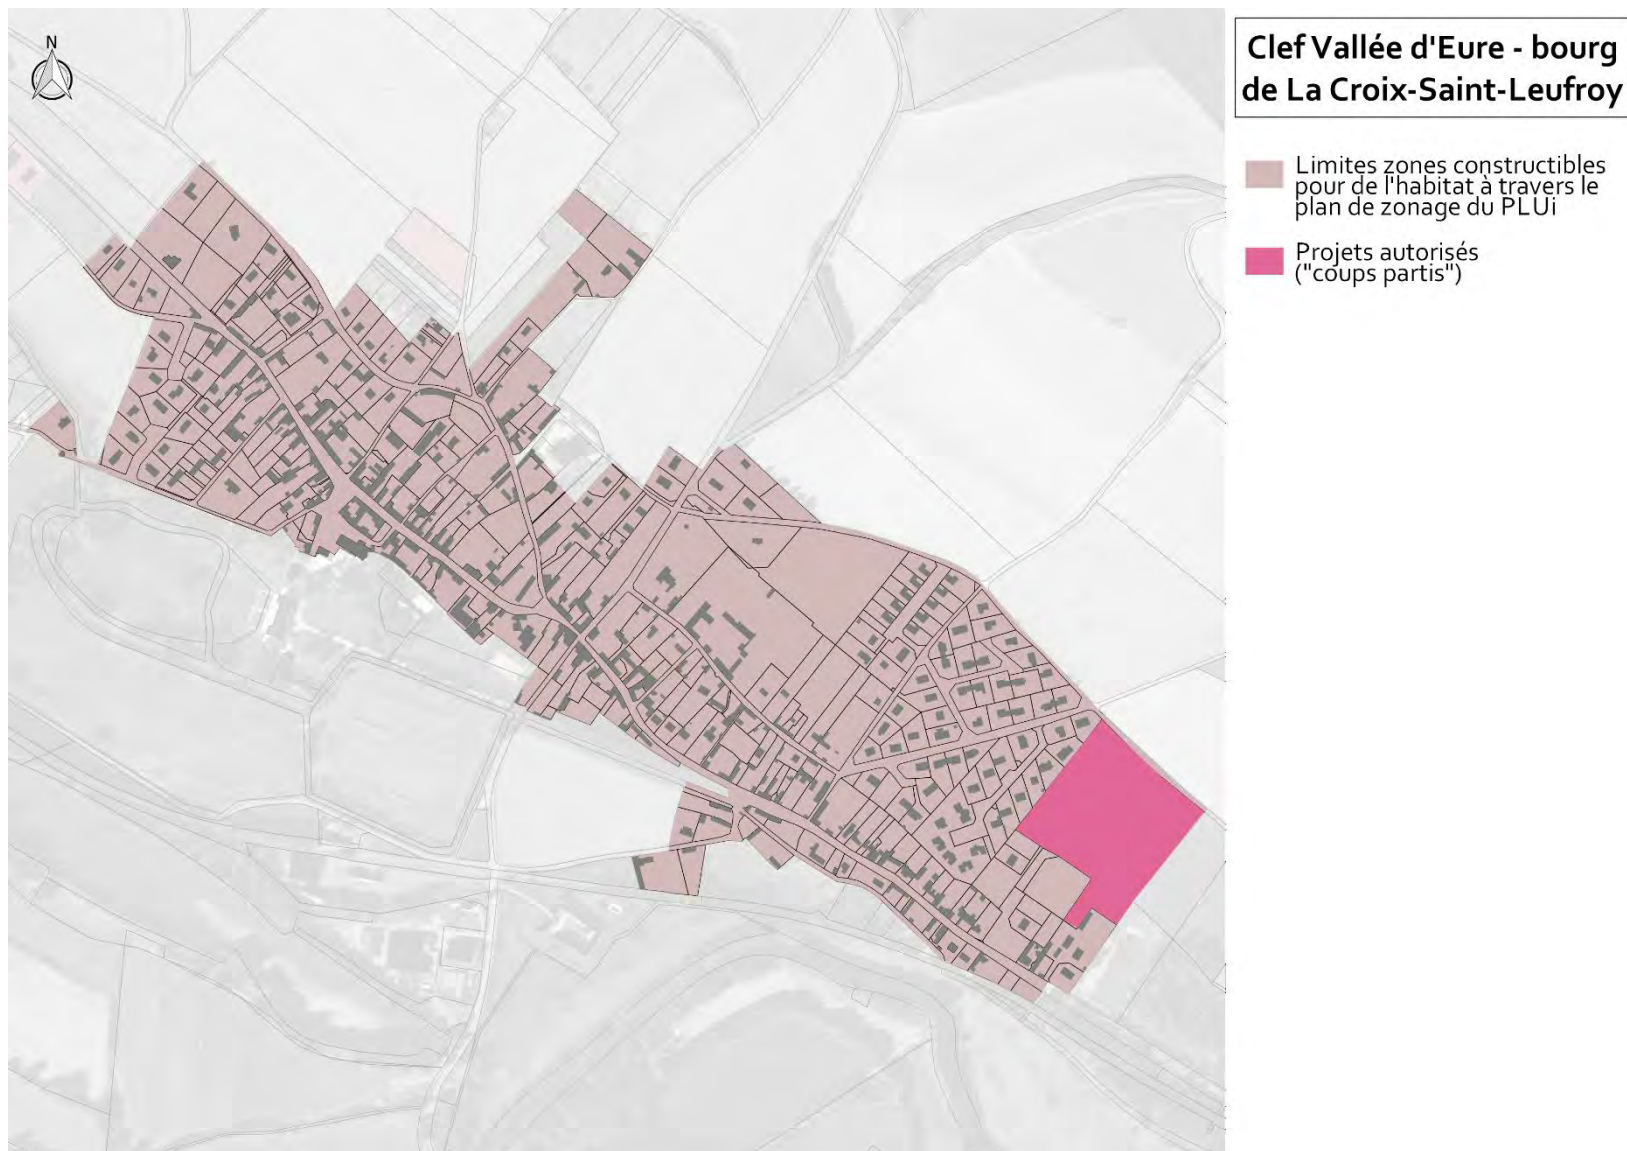 N
Clef Vallée d'Eure - bourg
de La Croix-Saint-Leufroy
Limites zones constructibles
pour de l'habitat à travers le
plan de zonage du PLUi
Projets autorisés
("coups partis")